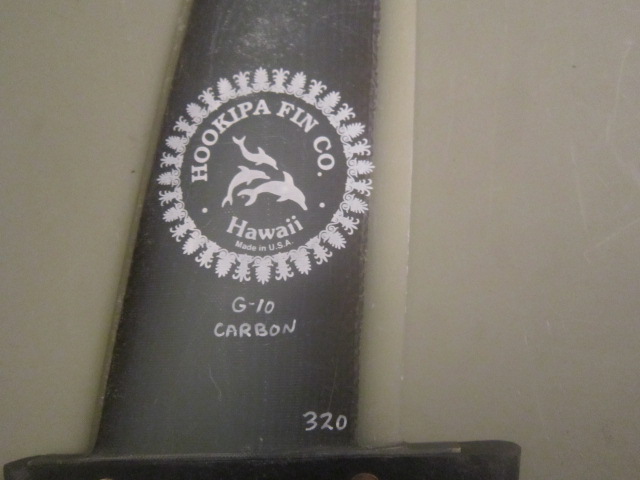 HOOKIPA FIN CO.
Hawaii
Made in U.S.A.
G-10
CARBON
320